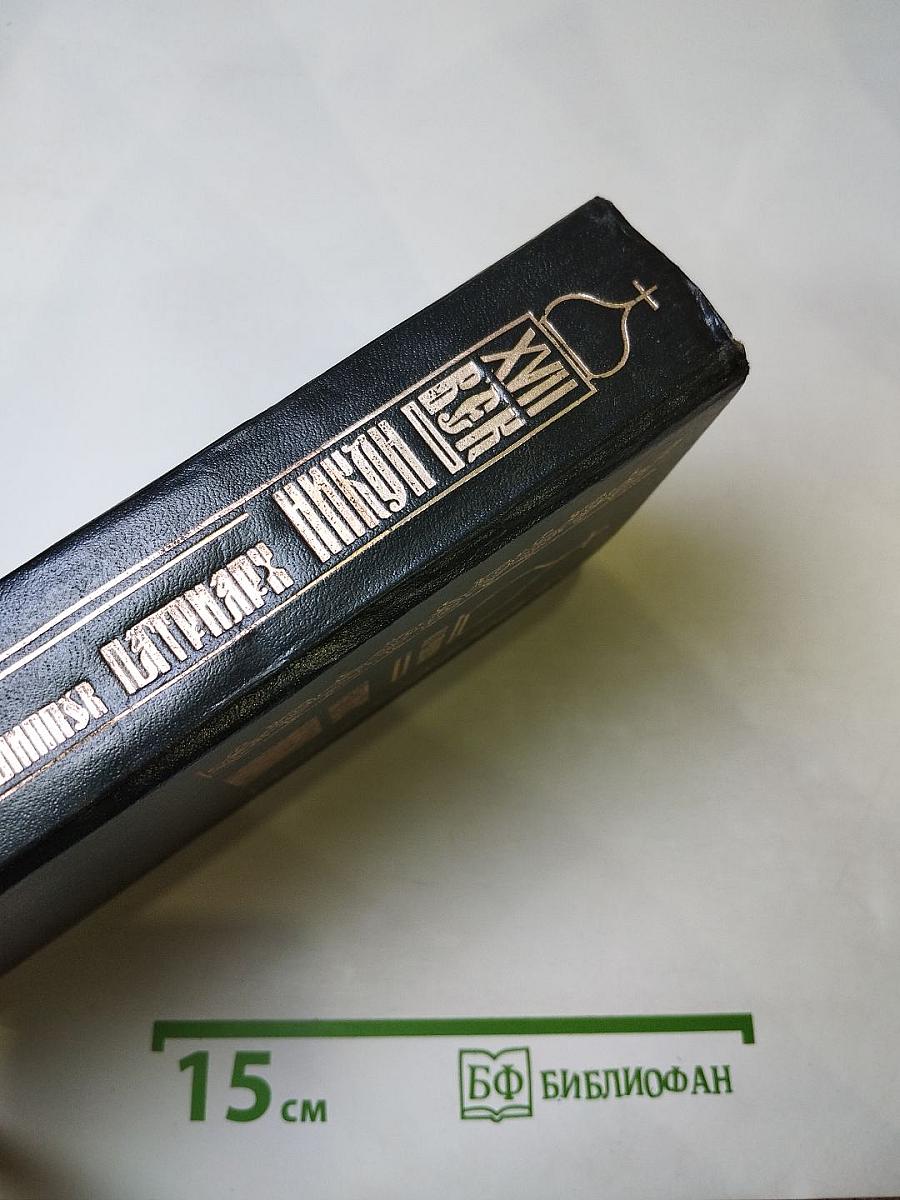 XVII
ВЕК
НИКОН
ПАТРИАРХ
15 см
БФ БИБЛИОФАН